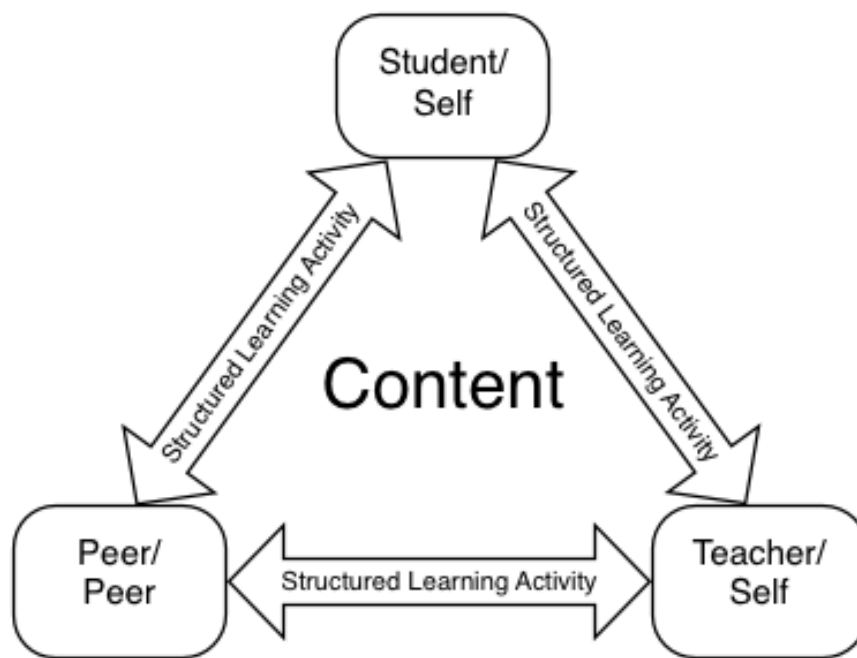 Student/
Self
Structured Learning Activity
Structured Learning Activity
Content
Peer/
Peer
Structured Learning Activity
Teacher/
Self